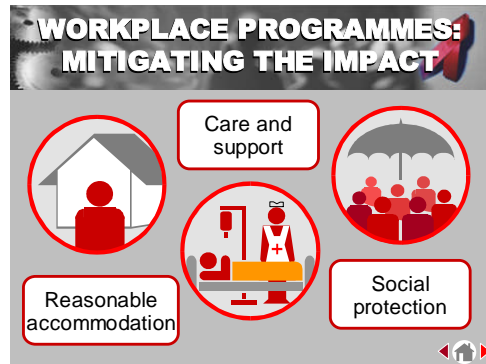 WORKPLACE PROGRAMMES:
MITIGATING THE IMPACT
Care and
support
Reasonable
accommodation
Social
protection